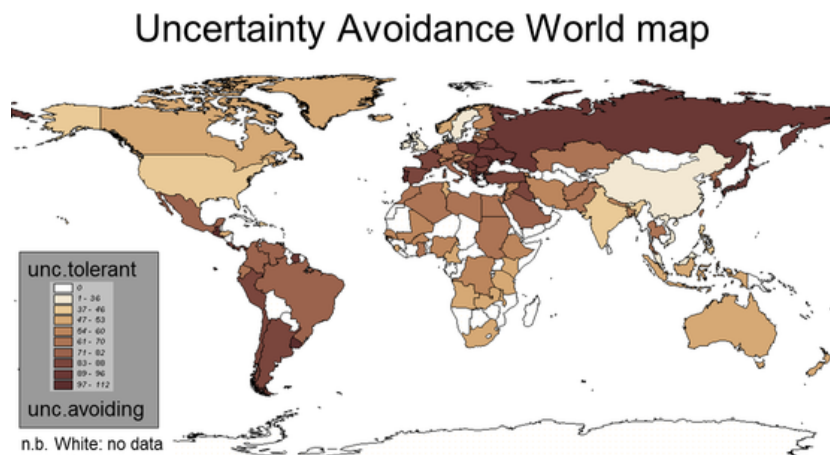 Uncertainty Avoidance World map
unc.tolerant
0
1 - 36
37 - 46
47 - 53
54 - 60
61 - 70
71 - 82
83 - 88
89 - 96
97 - 112
unc.avoiding
n.b. White: no data